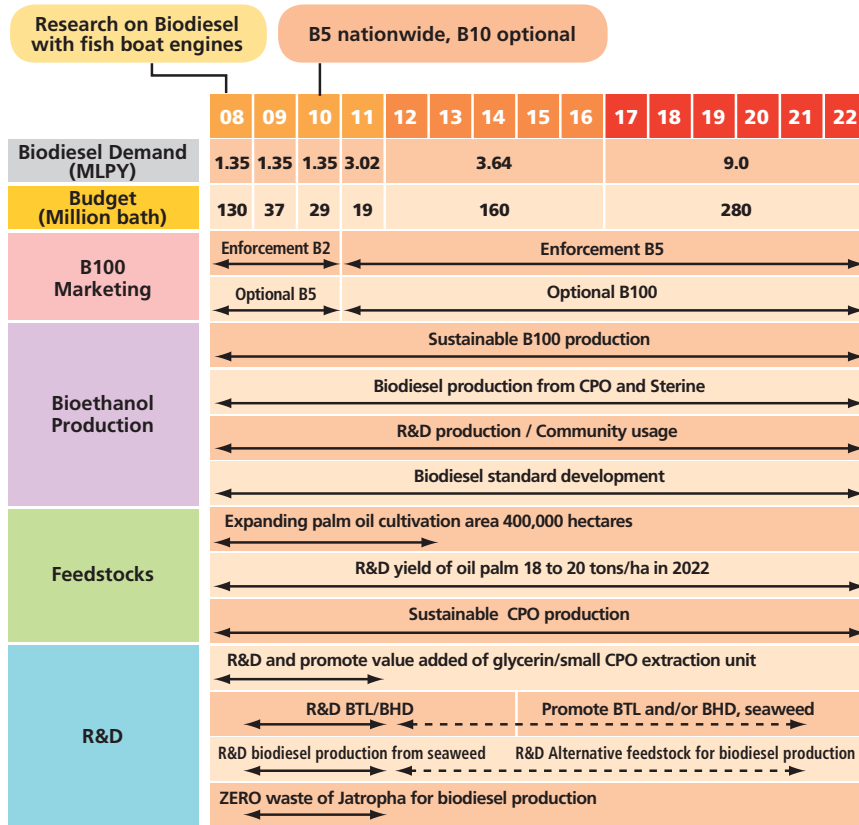 Research on Biodiesel
with fish boat engines
B5 nationwide, B10 optional
08 09 10 11 12 13 14 15 16 17 18 19 20 21 22
Biodiesel Demand
(MLPY)
1.35 1.35 1.35 3.02 3.64 9.0
Budget
(Million bath)
130 37 29 19 160 280
B100
Marketing
Enforcement B2 Enforcement B5
Optional B5 Optional B100
Bioethanol
Production
Sustainable B100 production
Biodiesel production from CPO and Sterine
R&D production / Community usage
Biodiesel standard development
Feedstocks
Expanding palm oil cultivation area 400,000 hectares
R&D yield of oil palm 18 to 20 tons/ha in 2022
Sustainable CPO production
R&D
R&D and promote value added of glycerin/small CPO extraction unit
R&D BTL/BHD Promote BTL and/or BHD, seaweed
R&D biodiesel production from seaweed R&D Alternative feedstock for biodiesel production
ZERO waste of Jatropha for biodiesel production